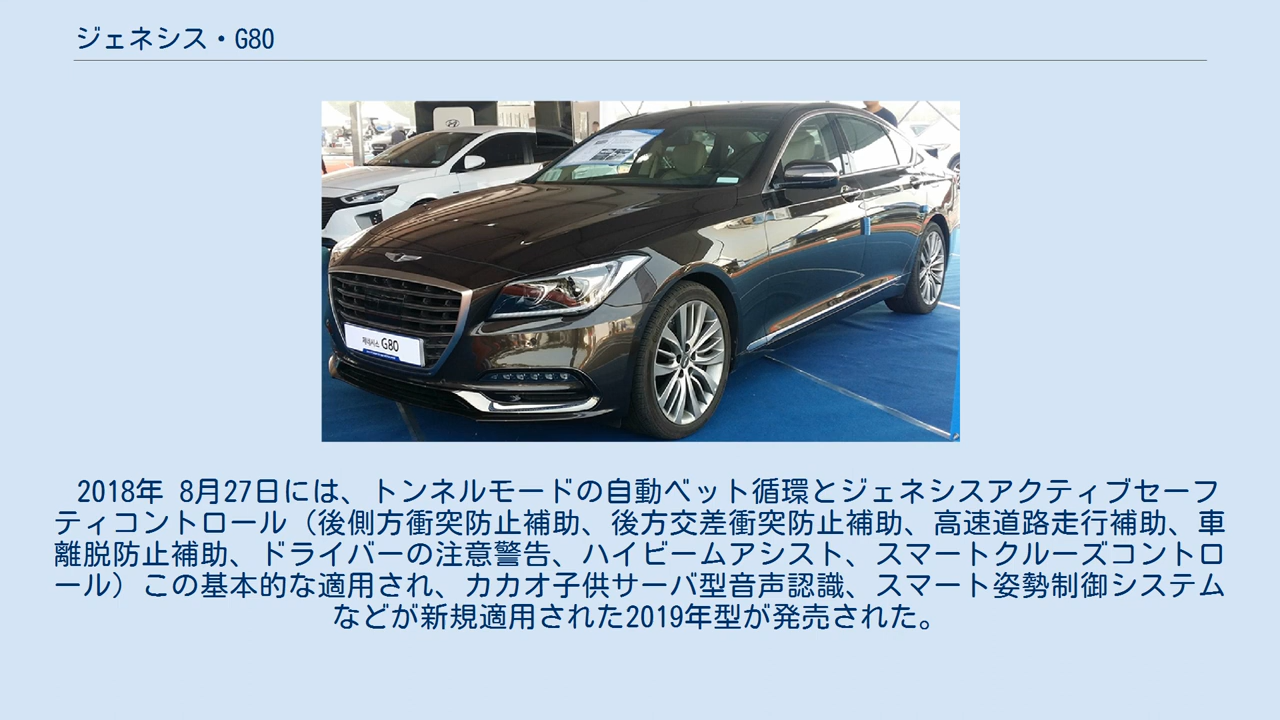 ジェネシス・G80
제네시스 G80
2018年 8月27日には、トンネルモードの自動ベット循環とジェネシスアクティブセーフ
ティコントロール（後側方衝突防止補助、後方交差衝突防止補助、高速道路走行補助、車
離脱防止補助、ドライバーの注意警告、ハイビームアシスト、スマートクルーズコントロ
ール）この基本的な適用され、カカオ子供サーバ型音声認識、スマート姿勢制御システム
などが新規適用された2019年型が発売された。